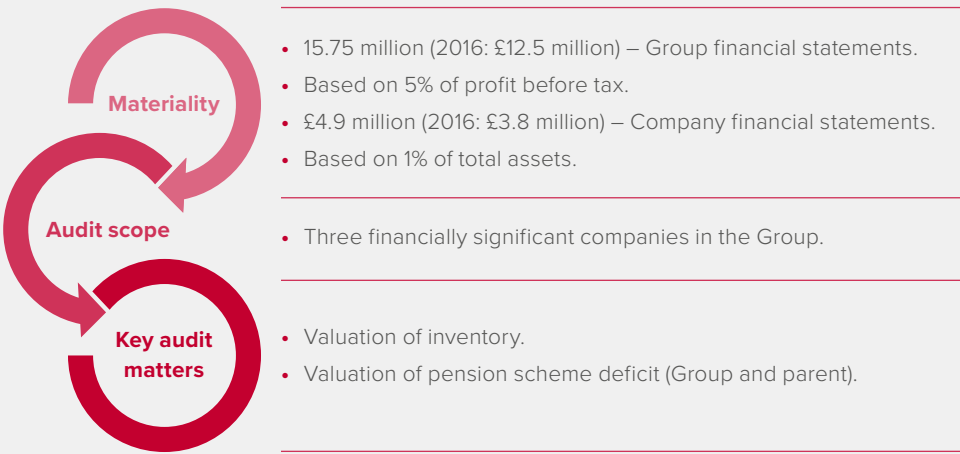 Materiality
• 15.75 million (2016: £12.5 million) – Group financial statements.
• Based on 5% of profit before tax.
• £4.9 million (2016: £3.8 million) – Company financial statements.
• Based on 1% of total assets.
Audit scope
• Three financially significant companies in the Group.
Key audit
matters
• Valuation of inventory.
• Valuation of pension scheme deficit (Group and parent).